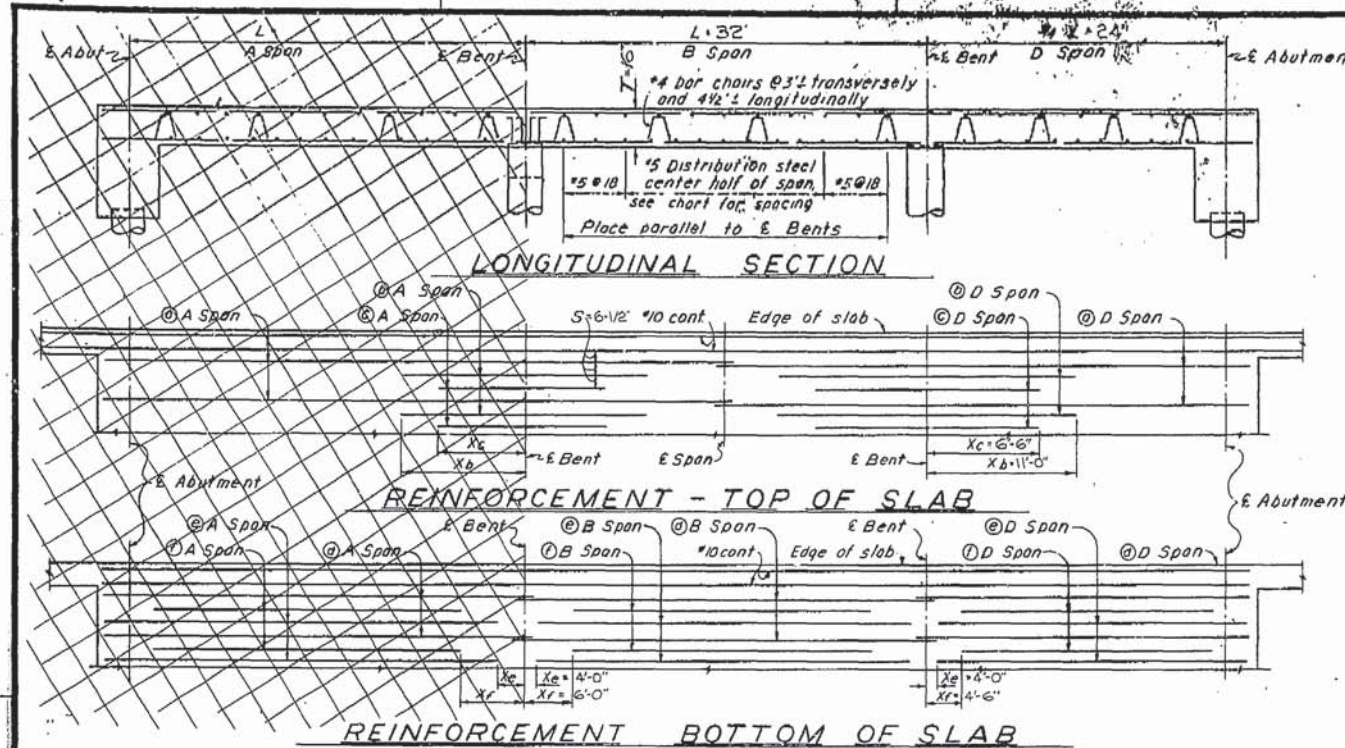 L
L = 32'
L = 24'
℄ Abut
A Span
℄ Bent
B Span
℄ Bent
D Span
℄ Abutment
#4 bar chairs @ 3'± transversely
and 4½'± longitudinally
#5 @ 18
#5 Distribution steel
center half of span,
see chart for spacing
#5 @ 18
Place parallel to ℄ Bents
LONGITUDINAL SECTION
ⓑ A Span
ⓑ D Span
ⓐ A Span
ⓒ A Span
S=6-1/2" #10 cont.
Edge of slab
ⓒ D Span
ⓐ D Span
Xc
Xb
℄ Bent
℄ Span
℄ Bent
Xc = 6'-6"
Xb = 11'-0"
℄ Abutment
℄ Abutment
REINFORCEMENT - TOP OF SLAB
ⓔ A Span
℄ Bent
ⓔ B Span
ⓓ B Span
℄ Bent
ⓔ D Span
ⓕ A Span
ⓓ A Span
ⓕ B Span
#10 cont
Edge of slab
ⓕ D Span
ⓓ D Span
Xe
Xe = 4'-0"
Xe = 4'-0"
Xf
Xf = 6'-0"
Xf = 4'-6"
REINFORCEMENT BOTTOM OF SLAB